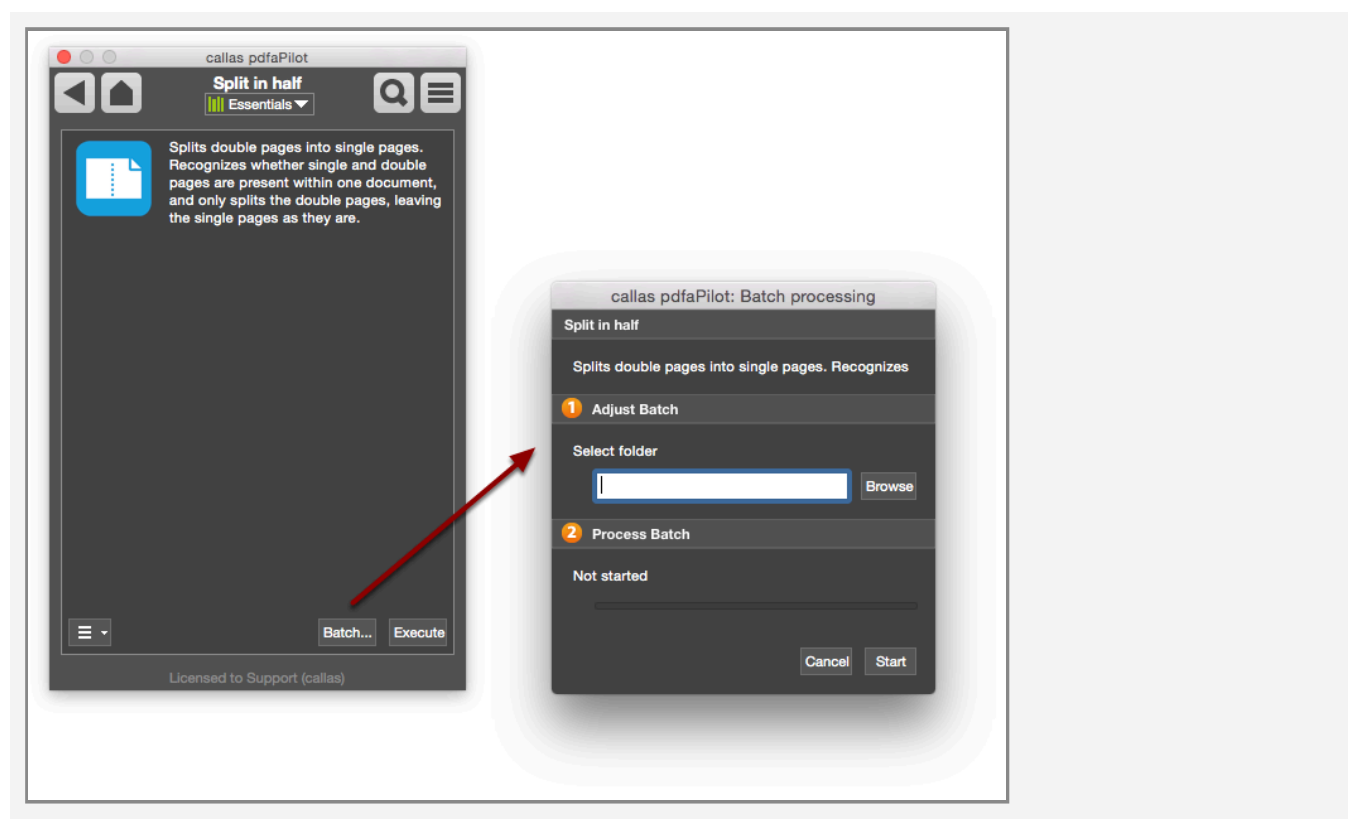 callas pdfaPilot
Split in half
Essentials
Splits double pages into single pages.
Recognizes whether single and double
pages are present within one document,
and only splits the double pages, leaving
the single pages as they are.
Batch... Execute
Licensed to Support (callas)
callas pdfaPilot: Batch processing
Split in half
Splits double pages into single pages. Recognizes
1 Adjust Batch
Select folder
Browse
2 Process Batch
Not started
Cancel Start